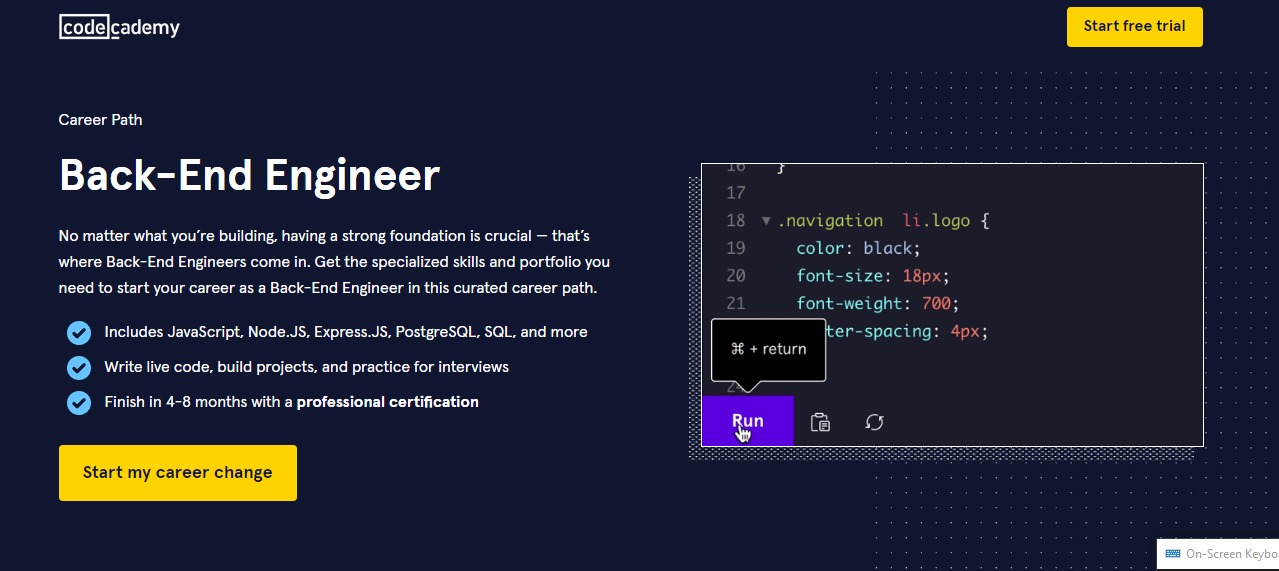 codecademy
Start free trial
Career Path
Back-End Engineer
No matter what you're building, having a strong foundation is crucial — that's
where Back-End Engineers come in. Get the specialized skills and portfolio you
need to start your career as a Back-End Engineer in this curated career path.
Includes JavaScript, Node.JS, Express.JS, PostgreSQL, SQL, and more
Write live code, build projects, and practice for interviews
Finish in 4-8 months with a professional certification
Start my career change
16 }
17
18 ▼ .navigation li.logo {
19 color: black;
20 font-size: 18px;
21 font-weight: 700;
ter-spacing: 4px;
⌘ + return
24
Run
On-Screen Keybo